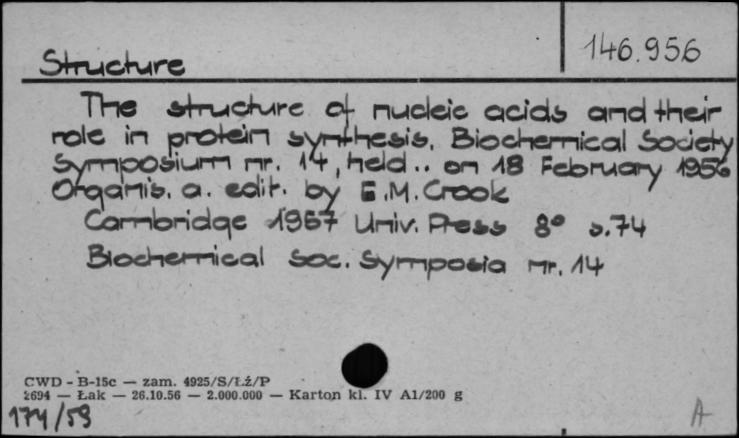 146.956
Structure
The structure of nucleic acids and their
role in protein synthesis. Biochemical Society
Symposium nr. 14, held .. on 18 February 1956
Organis. a. edit. by E.M. Crook
Cambridge 1957 Univ. Press 8° s.74
Biochemical Soc. Symposia nr. 14
CWD - B-15c — zam. 4925/S/Łź/P
2694 — Łak — 26.10.56 — 2.000.000 — Karton kl. IV A1/200 g
174/59
A